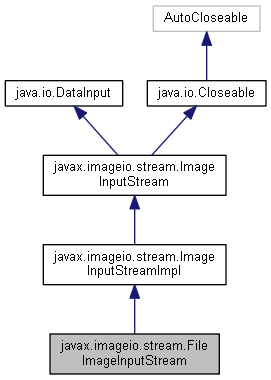 AutoCloseable
java.io.DataInput
java.io.Closeable
javax.imageio.stream.Image
InputStream
javax.imageio.stream.Image
InputStreamImpl
javax.imageio.stream.File
ImageInputStream